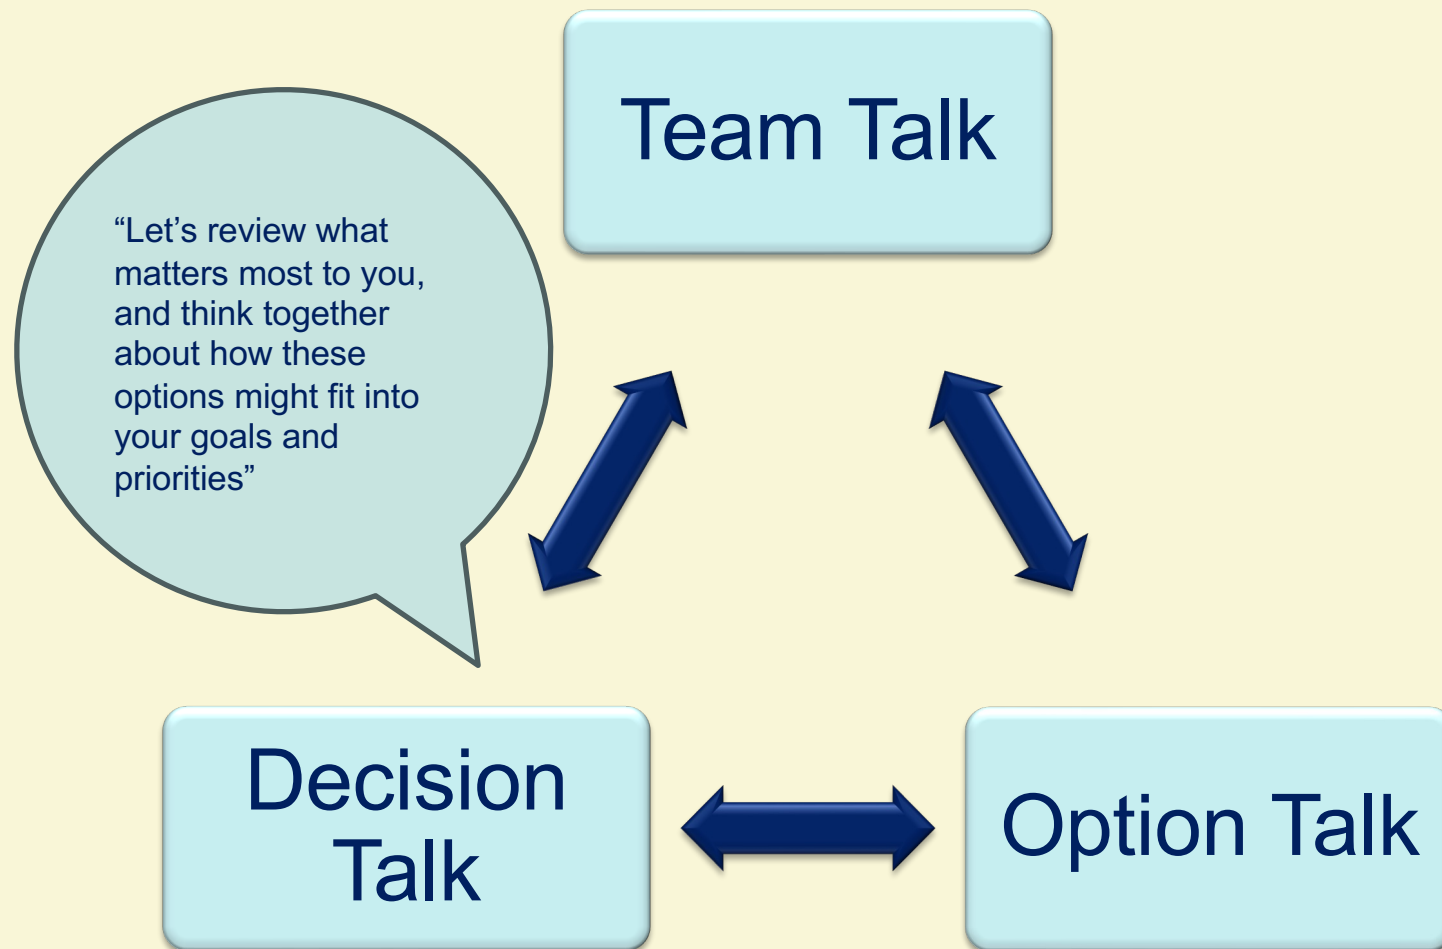 Team Talk
“Let’s review what
matters most to you,
and think together
about how these
options might fit into
your goals and
priorities”
Decision
Talk
Option Talk